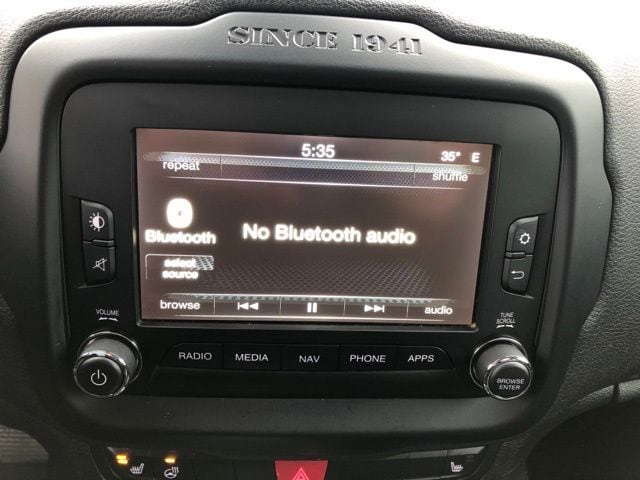 SINCE 1941
5:35
35° E
repeat
shuffle
Bluetooth
No Bluetooth audio
select
source
browse
audio
VOLUME
TUNE
SCROLL
RADIO MEDIA NAV PHONE APPS
BROWSE
ENTER